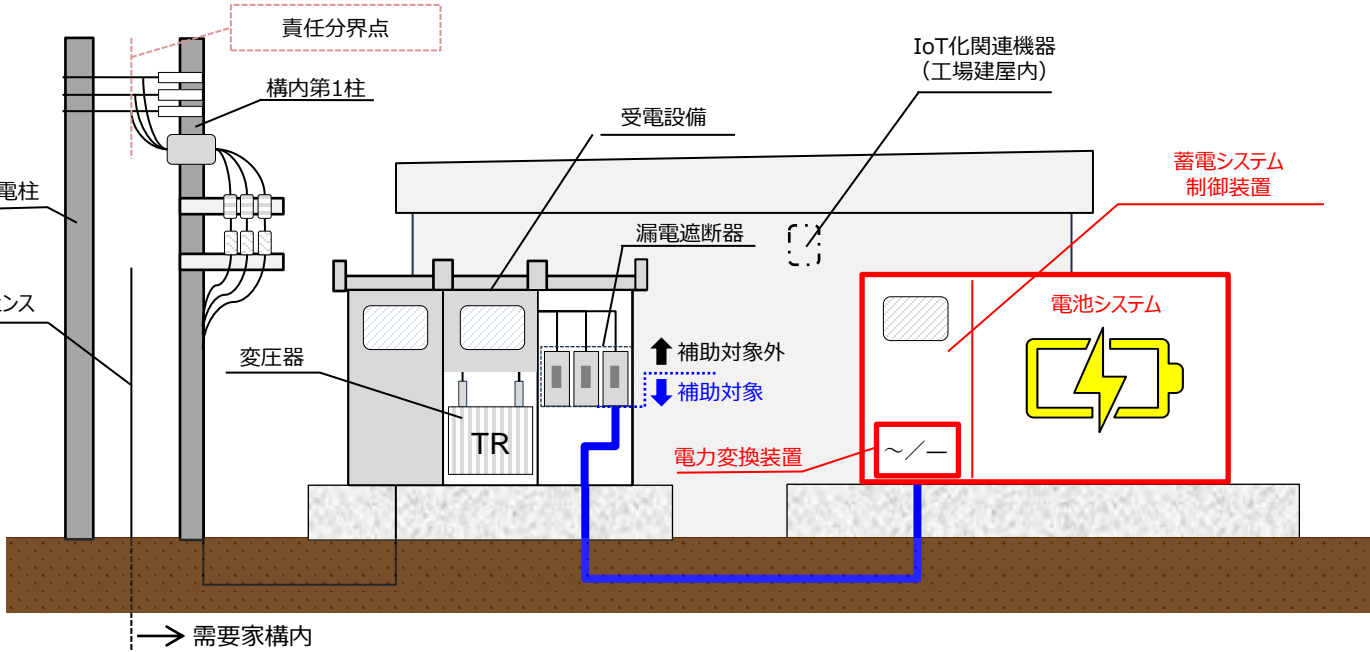 責任分界点
構内第1柱
受電設備
IoT化関連機器
（工場建屋内）
蓄電システム
制御装置
電柱
漏電遮断器
電池システム
ンス
変圧器
補助対象外
補助対象
TR
電力変換装置
～／―
需要家構内